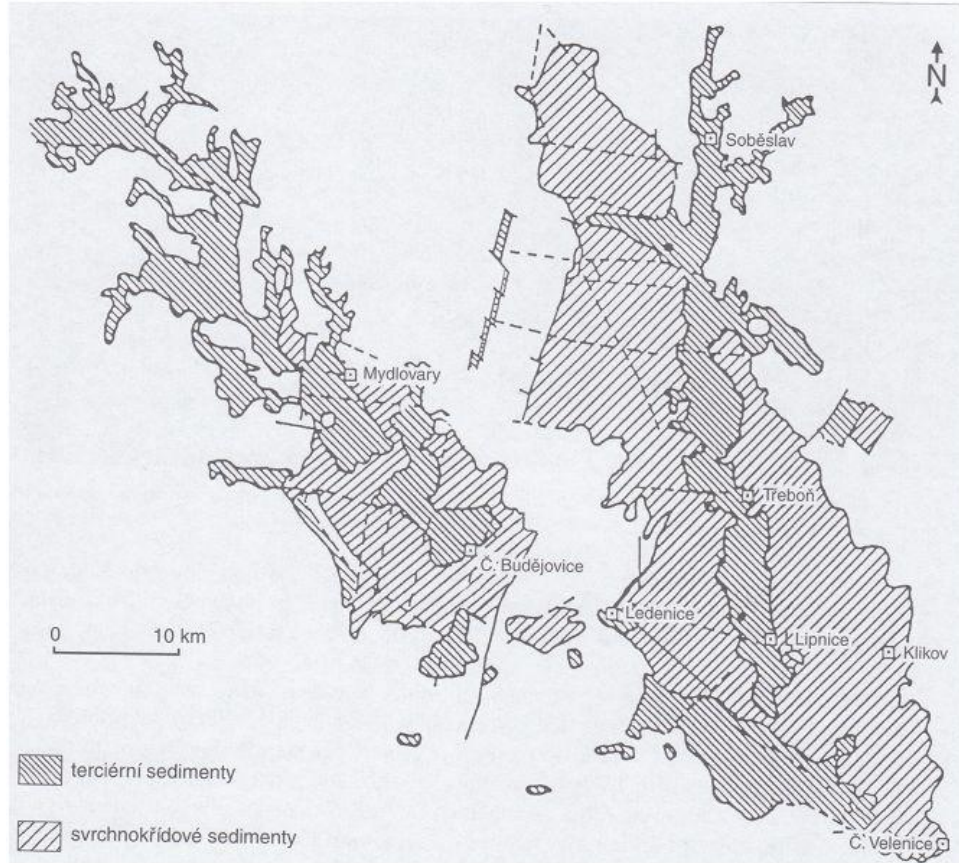 N
Soběslav
Mydlovary
Třeboň
Č. Budějovice
Ledenice
Lipnice
Klikov
0 10 km
terciérní sedimenty
svrchnokřídové sedimenty
Č. Velenice